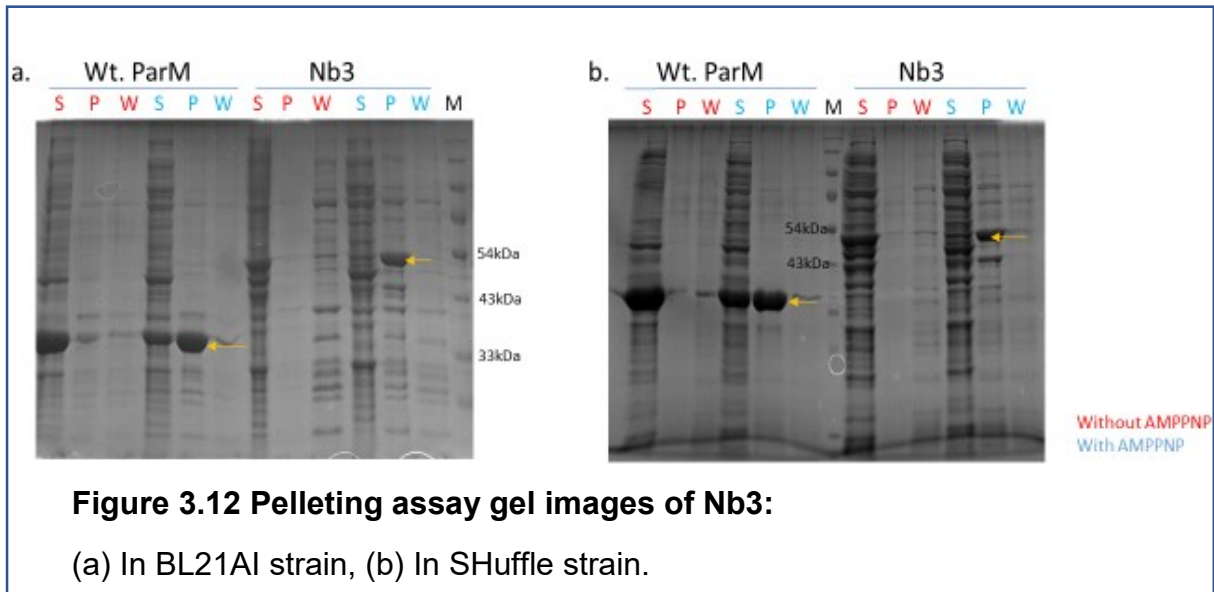 a. Wt. ParM Nb3
S P W S P W S P W S P W M
54kDa
43kDa
33kDa
b. Wt. ParM Nb3
S P W S P W M S P W S P W
54kDa
43kDa
Without AMPPNP
With AMPPNP
Figure 3.12 Pelleting assay gel images of Nb3:
(a) In BL21AI strain, (b) In SHuffle strain.